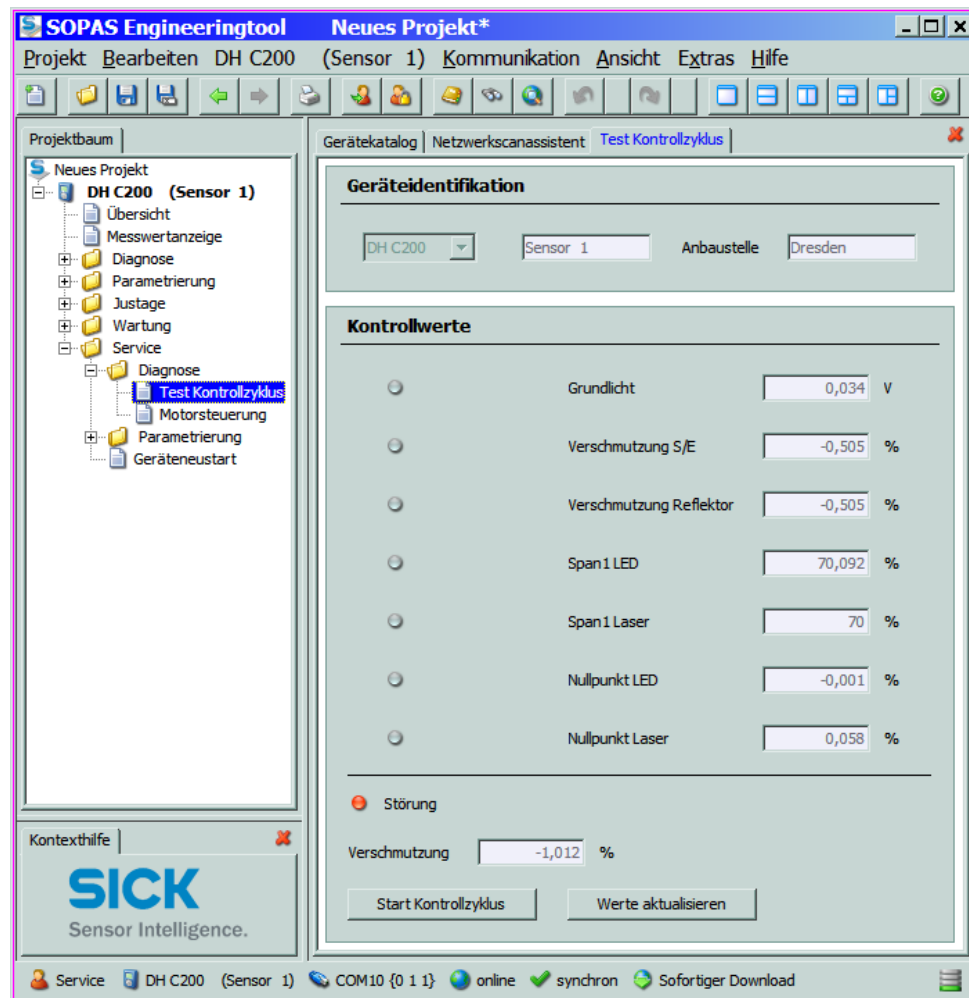 SOPAS Engineeringtool Neues Projekt*
Projekt Bearbeiten DH C200 (Sensor 1) Kommunikation Ansicht Extras Hilfe
Projektbaum
Neues Projekt
DH C200 (Sensor 1)
Übersicht
Messwertanzeige
Diagnose
Parametrierung
Justage
Wartung
Service
Diagnose
Test Kontrollzyklus
Motorsteuerung
Parametrierung
Geräteneustart
Kontexthilfe
SICK
Sensor Intelligence.
Gerätekatalog Netzwerkscanassistent Test Kontrollzyklus
Geräteidentifikation
DH C200 Sensor 1 Anbaustelle Dresden
Kontrollwerte
Grundlicht 0,034 V
Verschmutzung S/E -0,505 %
Verschmutzung Reflektor -0,505 %
Span1 LED 70,092 %
Span1 Laser 70 %
Nullpunkt LED -0,001 %
Nullpunkt Laser 0,058 %
Störung
Verschmutzung -1,012 %
Start Kontrollzyklus Werte aktualisieren
Service DH C200 (Sensor 1) COM10 {0 1 1} online synchron Sofortiger Download